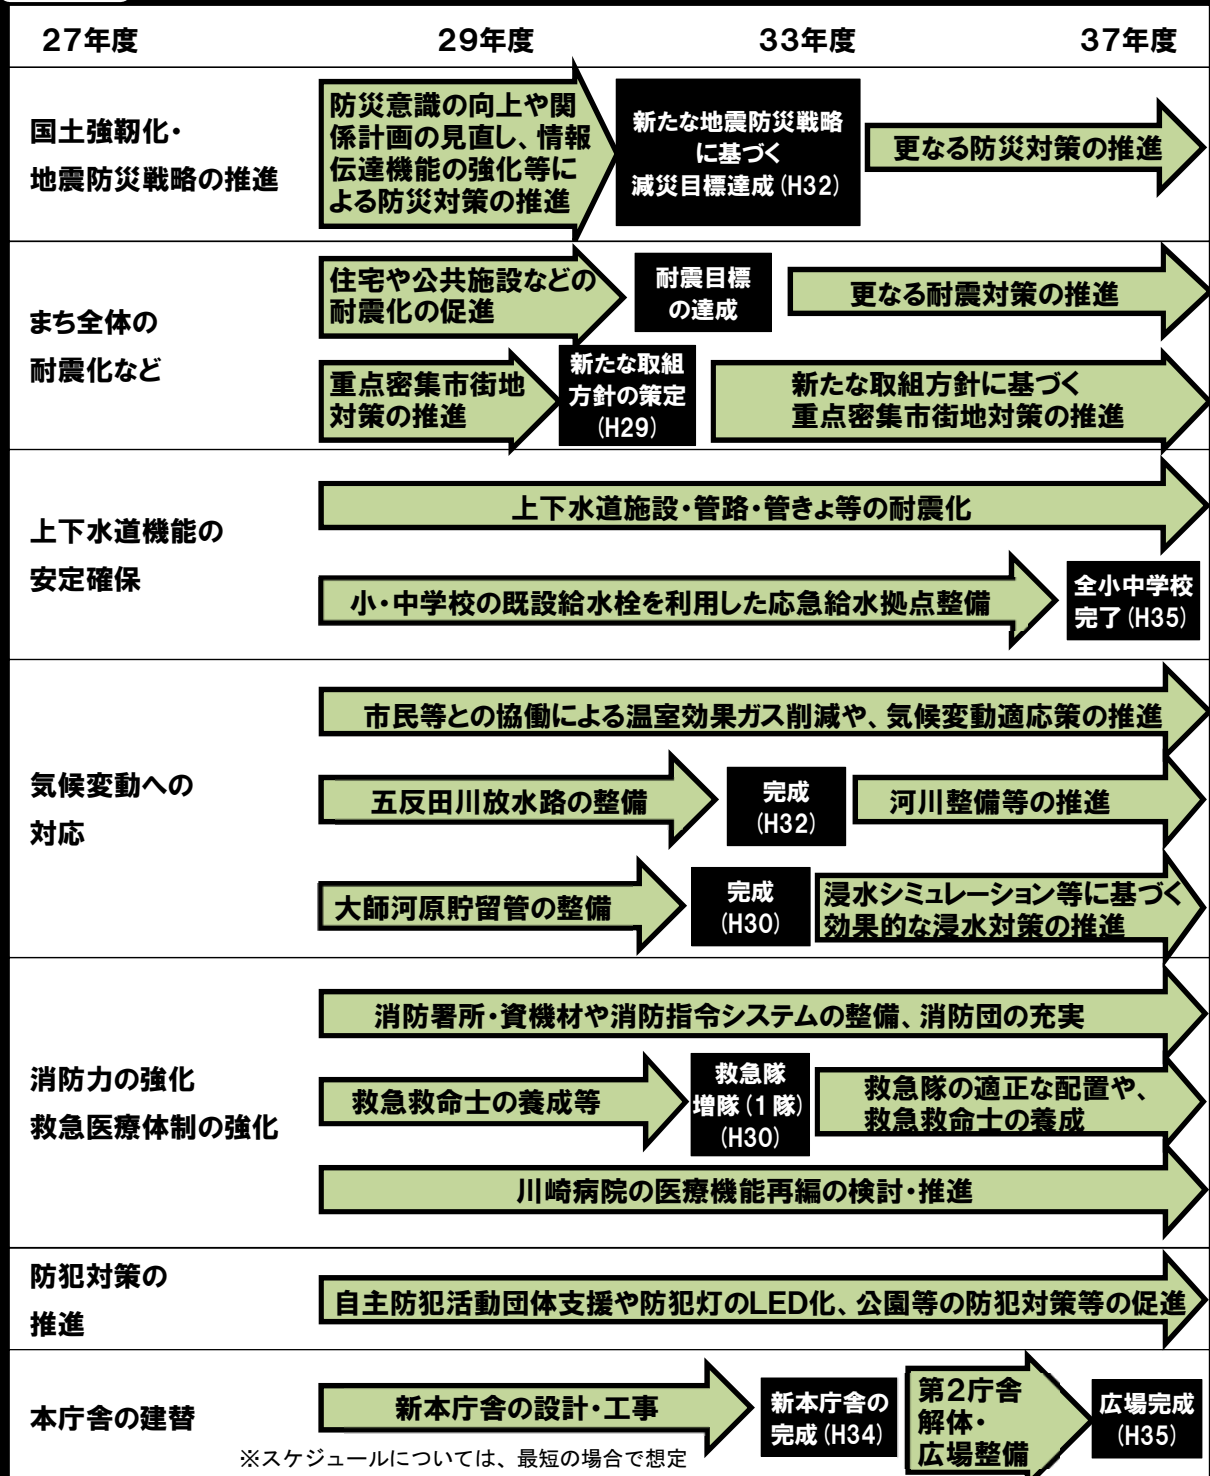 27年度
29年度
33年度
37年度
国土強靭化・
地震防災戦略の推進
防災意識の向上や関
係計画の見直し、情報
伝達機能の強化等に
よる防災対策の推進
新たな地震防災戦略
に基づく
減災目標達成(H32)
更なる防災対策の推進
まち全体の
耐震化など
住宅や公共施設などの
耐震化の促進
耐震目標
の達成
更なる耐震対策の推進
重点密集市街地
対策の推進
新たな取組
方針の策定
(H29)
新たな取組方針に基づく
重点密集市街地対策の推進
上下水道機能の
安定確保
上下水道施設・管路・管きょ等の耐震化
小・中学校の既設給水栓を利用した応急給水拠点整備
全小中学校
完了(H35)
気候変動への
対応
市民等との協働による温室効果ガス削減や、気候変動適応策の推進
五反田川放水路の整備
完成
(H32)
河川整備等の推進
大師河原貯留管の整備
完成
(H30)
浸水シミュレーション等に基づく
効果的な浸水対策の推進
消防力の強化
救急医療体制の強化
消防署所・資機材や消防指令システムの整備、消防団の充実
救急救命士の養成等
救急隊
増隊(1隊)
(H30)
救急隊の適正な配置や、
救急救命士の養成
川崎病院の医療機能再編の検討・推進
防犯対策の
推進
自主防犯活動団体支援や防犯灯のLED化、公園等の防犯対策等の促進
本庁舎の建替
新本庁舎の設計・工事
新本庁舎の
完成(H34)
第2庁舎
解体・
広場整備
広場完成
(H35)
※スケジュールについては、最短の場合で想定